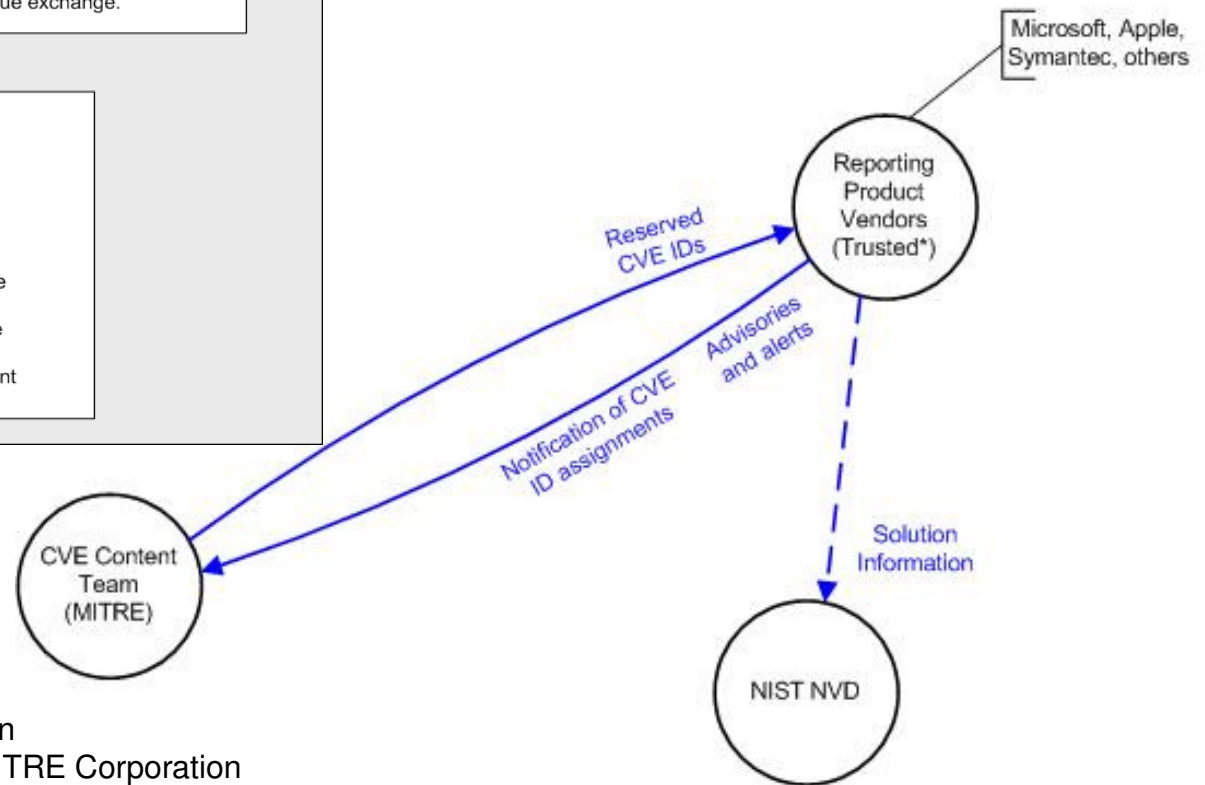 ue exchange.
e
e
nt
Microsoft, Apple,
Symantec, others
Reporting
Product
Vendors
(Trusted*)
Reserved
CVE IDs
Advisories
and alerts
Notification of CVE
ID assignments
CVE Content
Team
(MITRE)
Solution
Information
NIST NVD
n
TRE Corporation